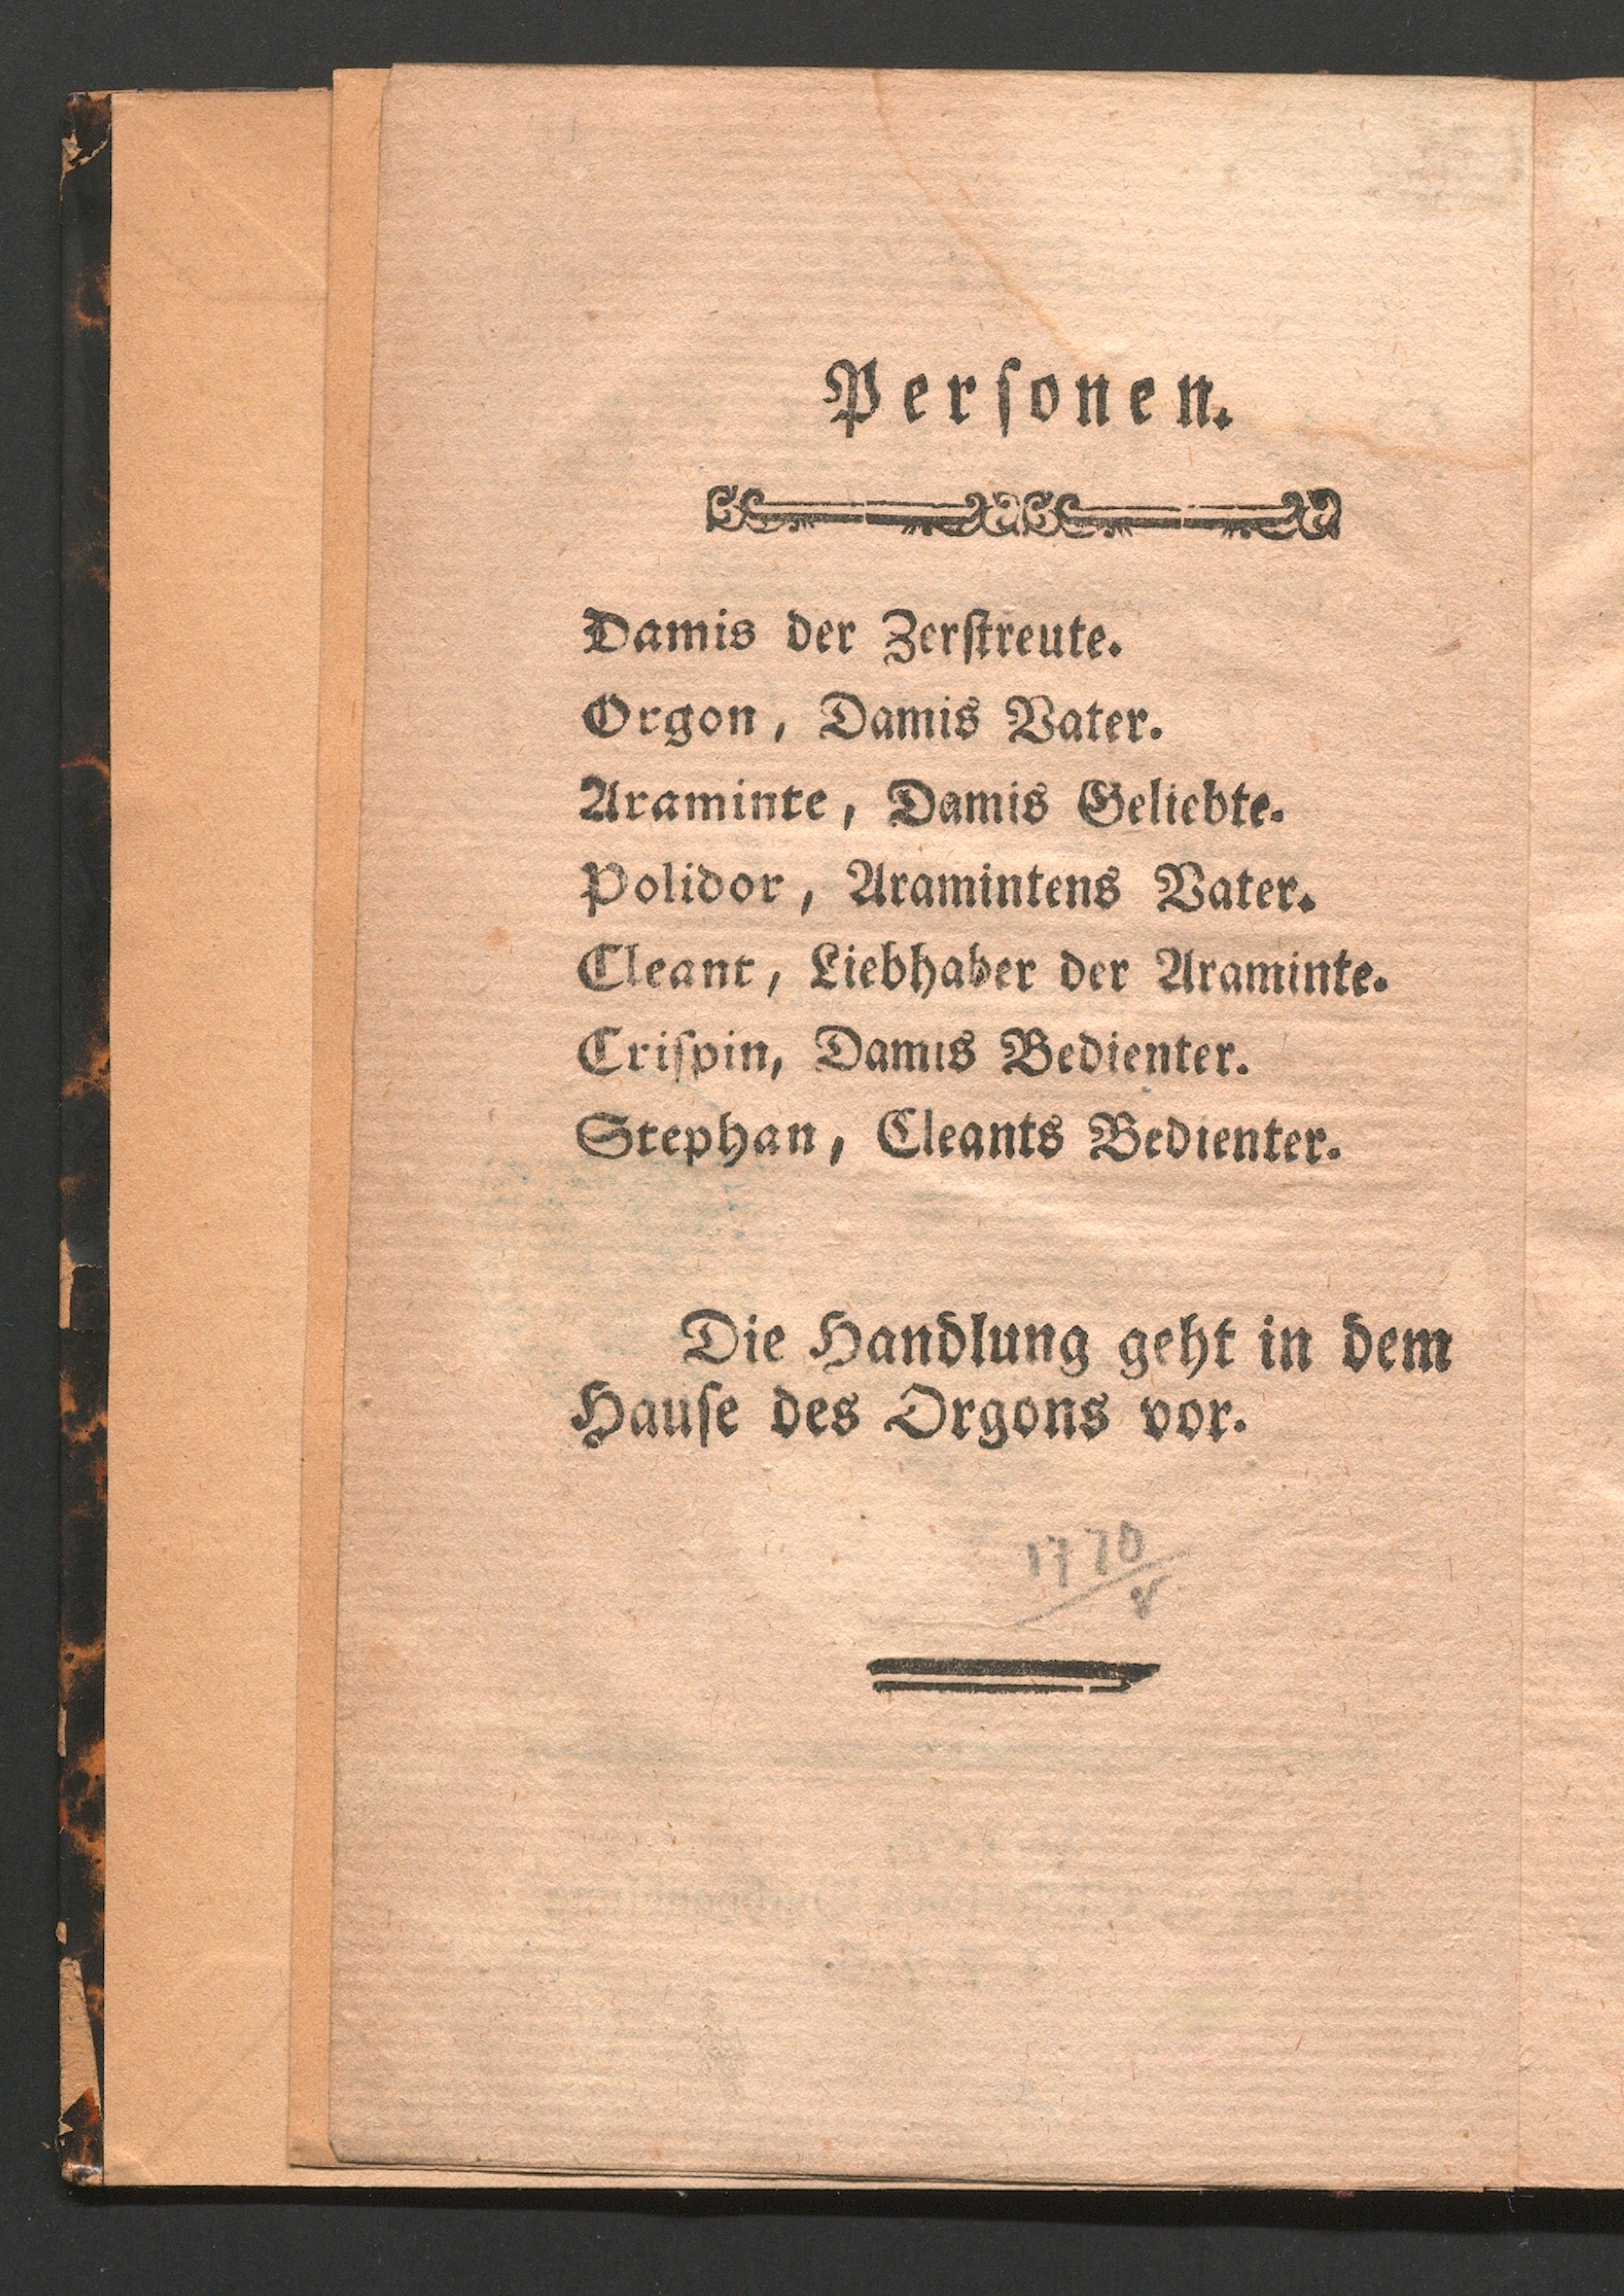 Perſonen.
Damis der Zerſtreute.
Orgon, Damis Vater.
Araminte, Damis Geliebte.
Polidor, Aramintens Vater.
Cleant, Liebhaber der Araminte.
Criſpin, Damis Bedienter.
Stephan, Cleants Bedienter.
Die Handlung geht in dem
Hauſe des Orgons vor.
1770